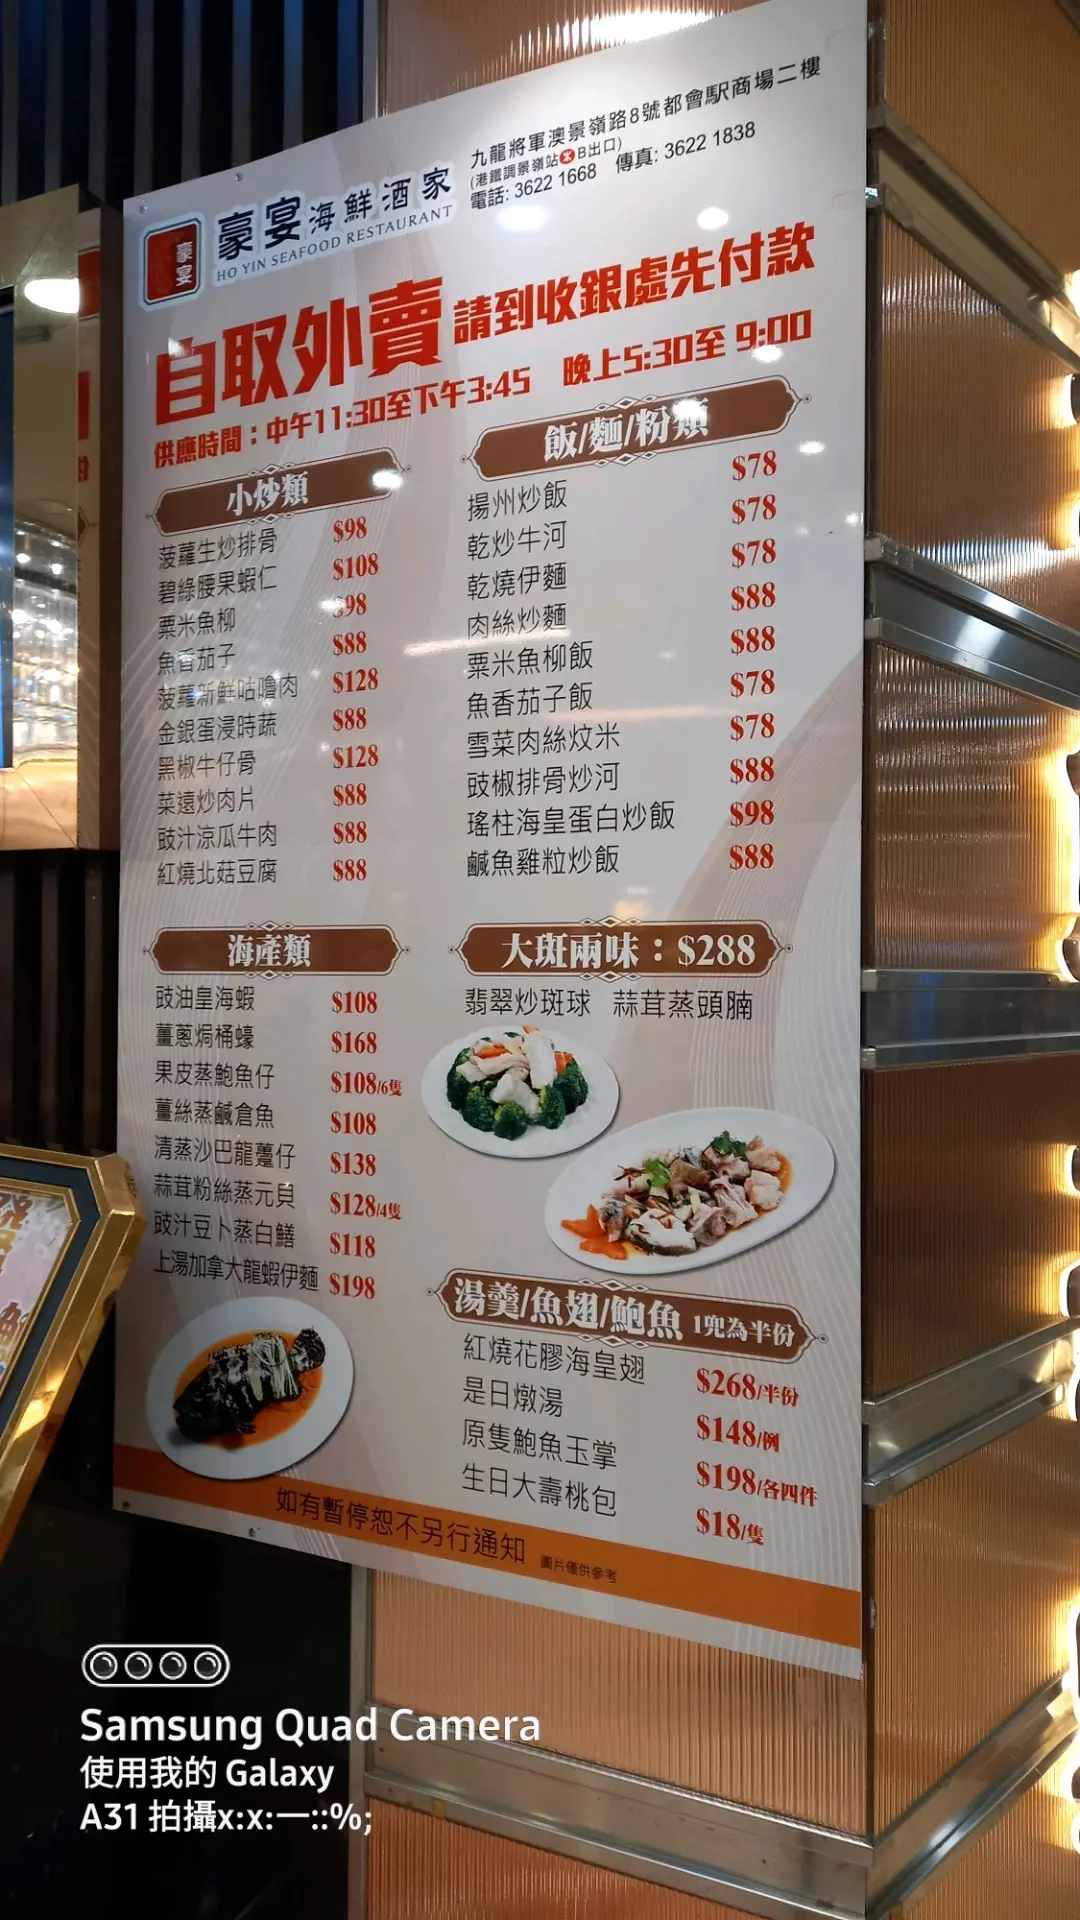 九龍將軍澳景嶺路8號都會駅商場二樓
(港鐵調景嶺站 B出口)
電話: 3622 1668 傳真: 3622 1838
豪宴
豪宴海鮮酒家
HO YIN SEAFOOD RESTAURANT
自取外賣 請到收銀處先付款
供應時間：中午11:30至下午3:45 晚上5:30至 9:00
小炒類
菠蘿生炒排骨 $98
碧綠腰果蝦仁 $108
粟米魚柳 $98
魚香茄子 $88
菠蘿新鮮咕嚕肉 $128
金銀蛋浸時蔬 $88
黑椒牛仔骨 $128
菜遠炒肉片 $88
豉汁涼瓜牛肉 $88
紅燒北菇豆腐 $88
飯/麵/粉類
揚州炒飯 $78
乾炒牛河 $78
乾燒伊麵 $78
肉絲炒麵 $88
粟米魚柳飯 $88
魚香茄子飯 $78
雪菜肉絲炆米 $78
豉椒排骨炒河 $88
瑤柱海皇蛋白炒飯 $98
鹹魚雞粒炒飯 $88
海產類
豉油皇海蝦 $108
薑蔥焗桶蠔 $168
果皮蒸鮑魚仔 $108/6隻
薑絲蒸鹹倉魚 $108
清蒸沙巴龍躉仔 $138
蒜茸粉絲蒸元貝 $128/4隻
豉汁豆卜蒸白鱔 $118
上湯加拿大龍蝦伊麵 $198
大斑兩味：$288
翡翠炒斑球 蒜茸蒸頭腩
湯羹/魚翅/鮑魚 1兜為半份
紅燒花膠海皇翅 $268/半份
是日燉湯 $148/例
原隻鮑魚玉掌 $198/各四件
生日大壽桃包 $18/隻
如有暫停恕不另行通知 圖片僅供參考
Samsung Quad Camera
使用我的 Galaxy
A31 拍攝x:x:一::%;